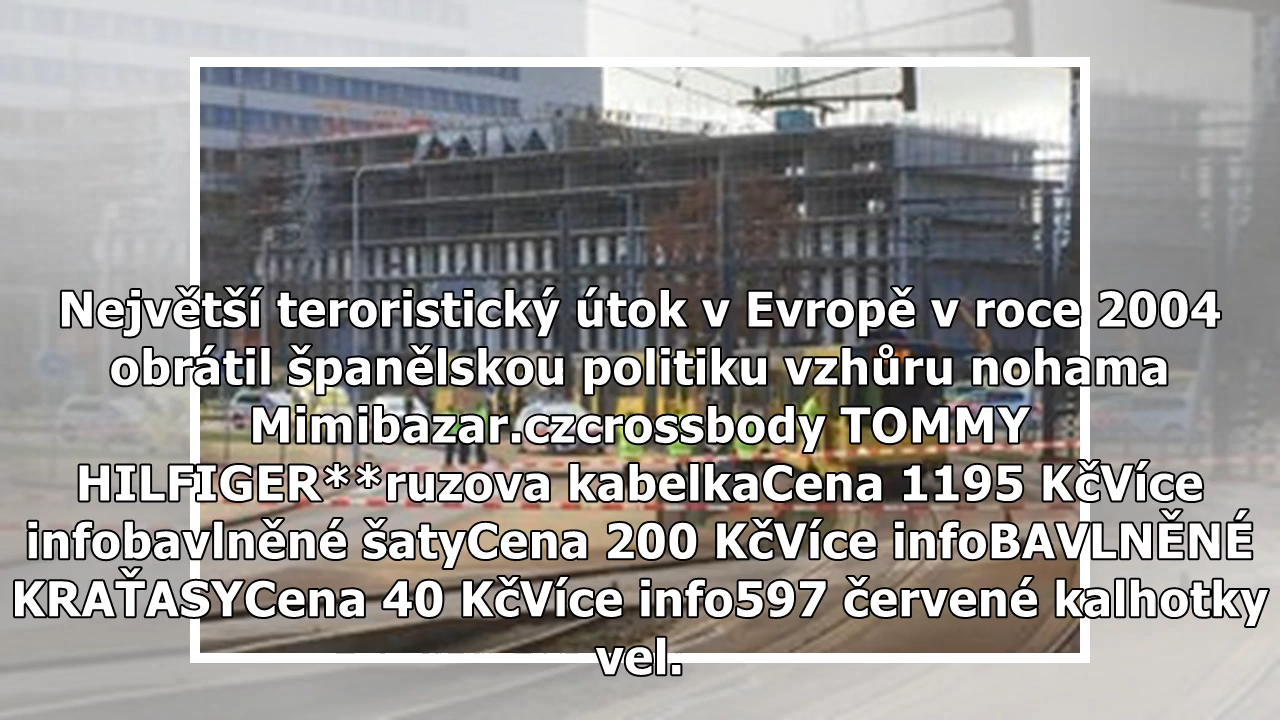 Největší teroristický útok v Evropě v roce 2004
obrátil španělskou politiku vzhůru nohama
Mimibazar.czcrossbody TOMMY
HILFIGER**ruzova kabelkaCena 1195 KčVíce
infobavlněné šatyCena 200 KčVíce infoBAVLNĚNÉ
KRAŤASYCena 40 KčVíce info597 červené kalhotky
vel.